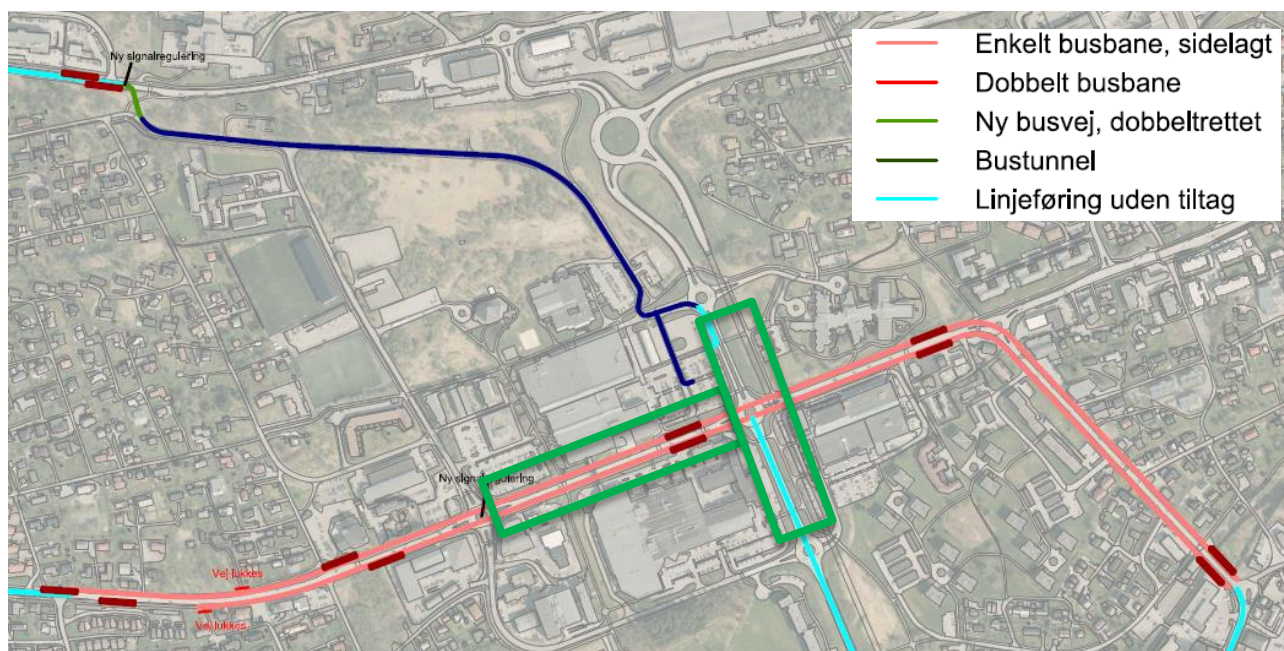 Ny signalregulering
Enkelt busbane, sidelagt
Dobbelt busbane
Ny busvej, dobbeltrettet
Bustunnel
Linjeføring uden tiltag
Ny signalregulering
Vej lukkes
Vej lukkes